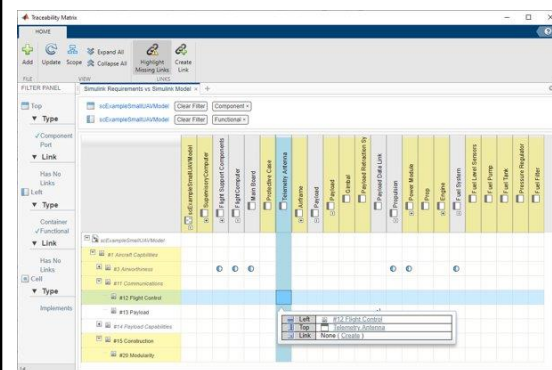 Traceability Matrix
HOME
Add
Update
Scope
Expand All
Collapse All
Highlight Missing Links
Create Link
FILE
VIEW
LINKS
FILTER PANEL
Simulink Requirements vs Simulink Model
Top
Type
Component
Port
Link
Has No Links
Left
Type
Container
Functional
Link
Has No Links
Cell
Type
Implements
scExampleSmallUAVModel
Clear Filter
Component
scExampleSmallUAVModel
Clear Filter
Functional
scExampleSmallUAVModel
SupervisoryComputer
Flight Support Components
FlightComputer
Main Board
Protective Case
Telemetry Antenna
Airframe
Payload
Payload
Gimbal
Payload Retraction Sy
Payload Data Link
Propulsion
Power Module
Prop
Engine
Fuel System
Fuel Level Sensors
Fuel Pump
Fuel Tank
Pressure Regulator
Fuel Filter
scExampleSmallUAVModel
#1 Aircraft Capbilities
#3 Airworthiness
#11 Communications
#12 Flight Control
#13 Payload
#14 Payload Capabilities
#15 Construction
#20 Modularity
Left #12 Flight Control
Top Telemetry Antenna
Link None ( Create )